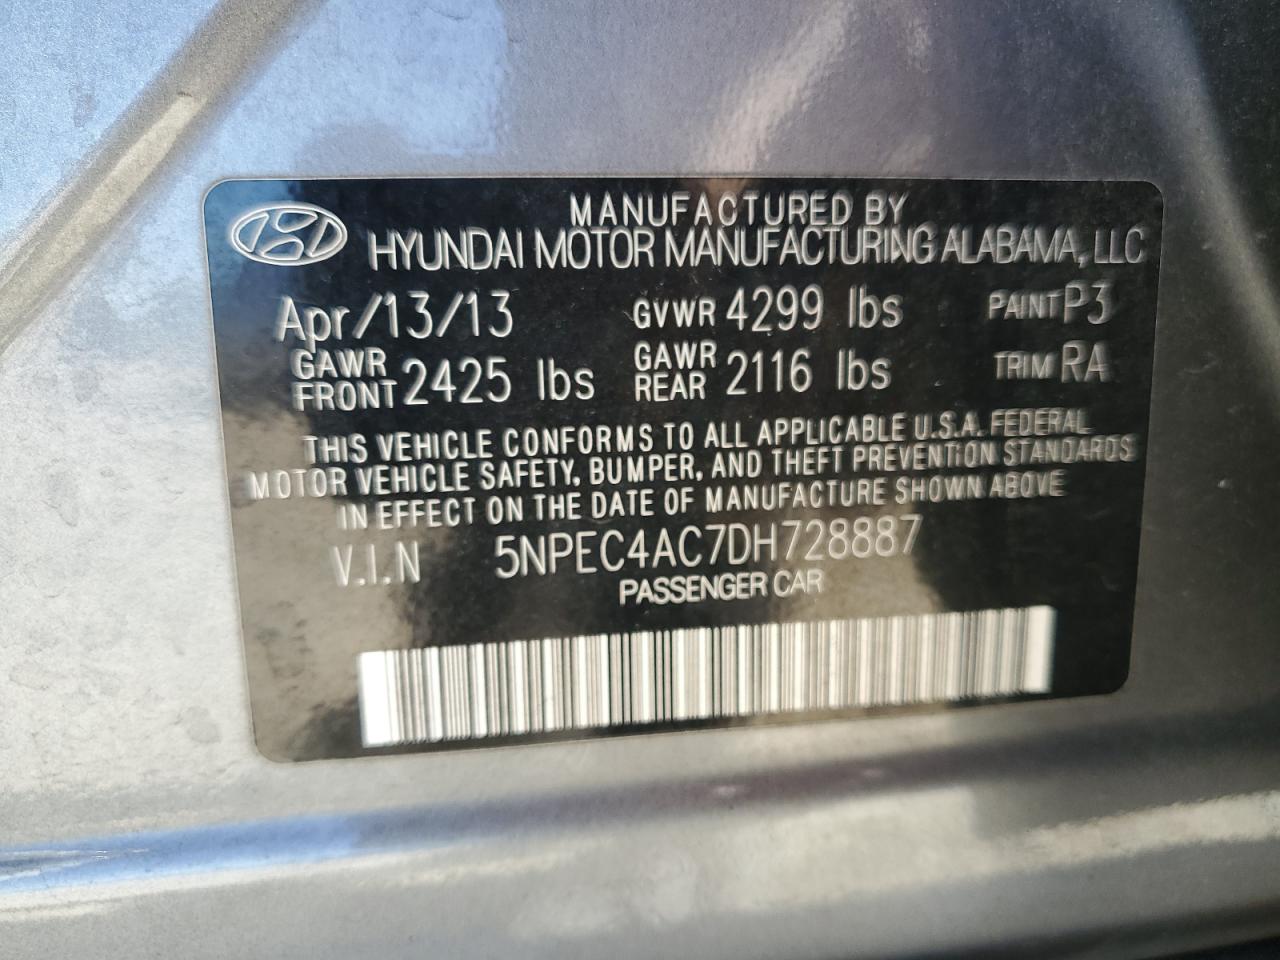 MANUFACTURED BY
HYUNDAI MOTOR MANUFACTURING ALABAMA, LLC
Apr/13/13 GVWR 4299 lbs PAINT P3
GAWR FRONT 2425 lbs GAWR REAR 2116 lbs TRIM RA
THIS VEHICLE CONFORMS TO ALL APPLICABLE U.S.A. FEDERAL
MOTOR VEHICLE SAFETY, BUMPER, AND THEFT PREVENTION STANDARDS
IN EFFECT ON THE DATE OF MANUFACTURE SHOWN ABOVE
V.I.N 5NPEC4AC7DH728887
PASSENGER CAR